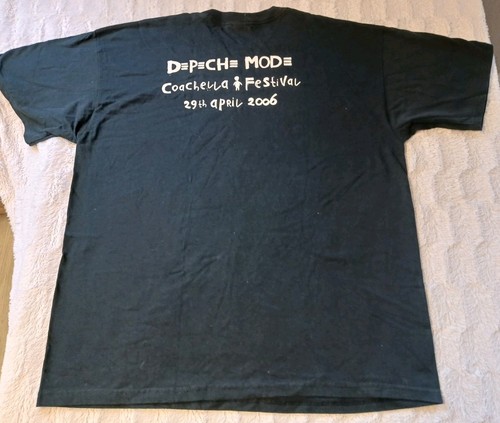 DEPECHE MODE
Coachella Festival
29th april 2006